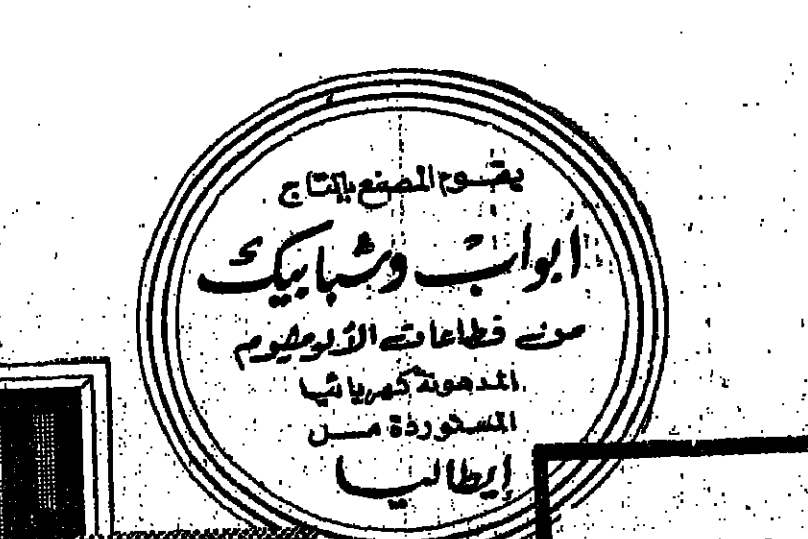 يقوم المصنع بإنتاج
أبواب وشبابيك
من قطاعات الألومنيوم
المدهونة كهربائيا
المستوردة من
إيطاليا